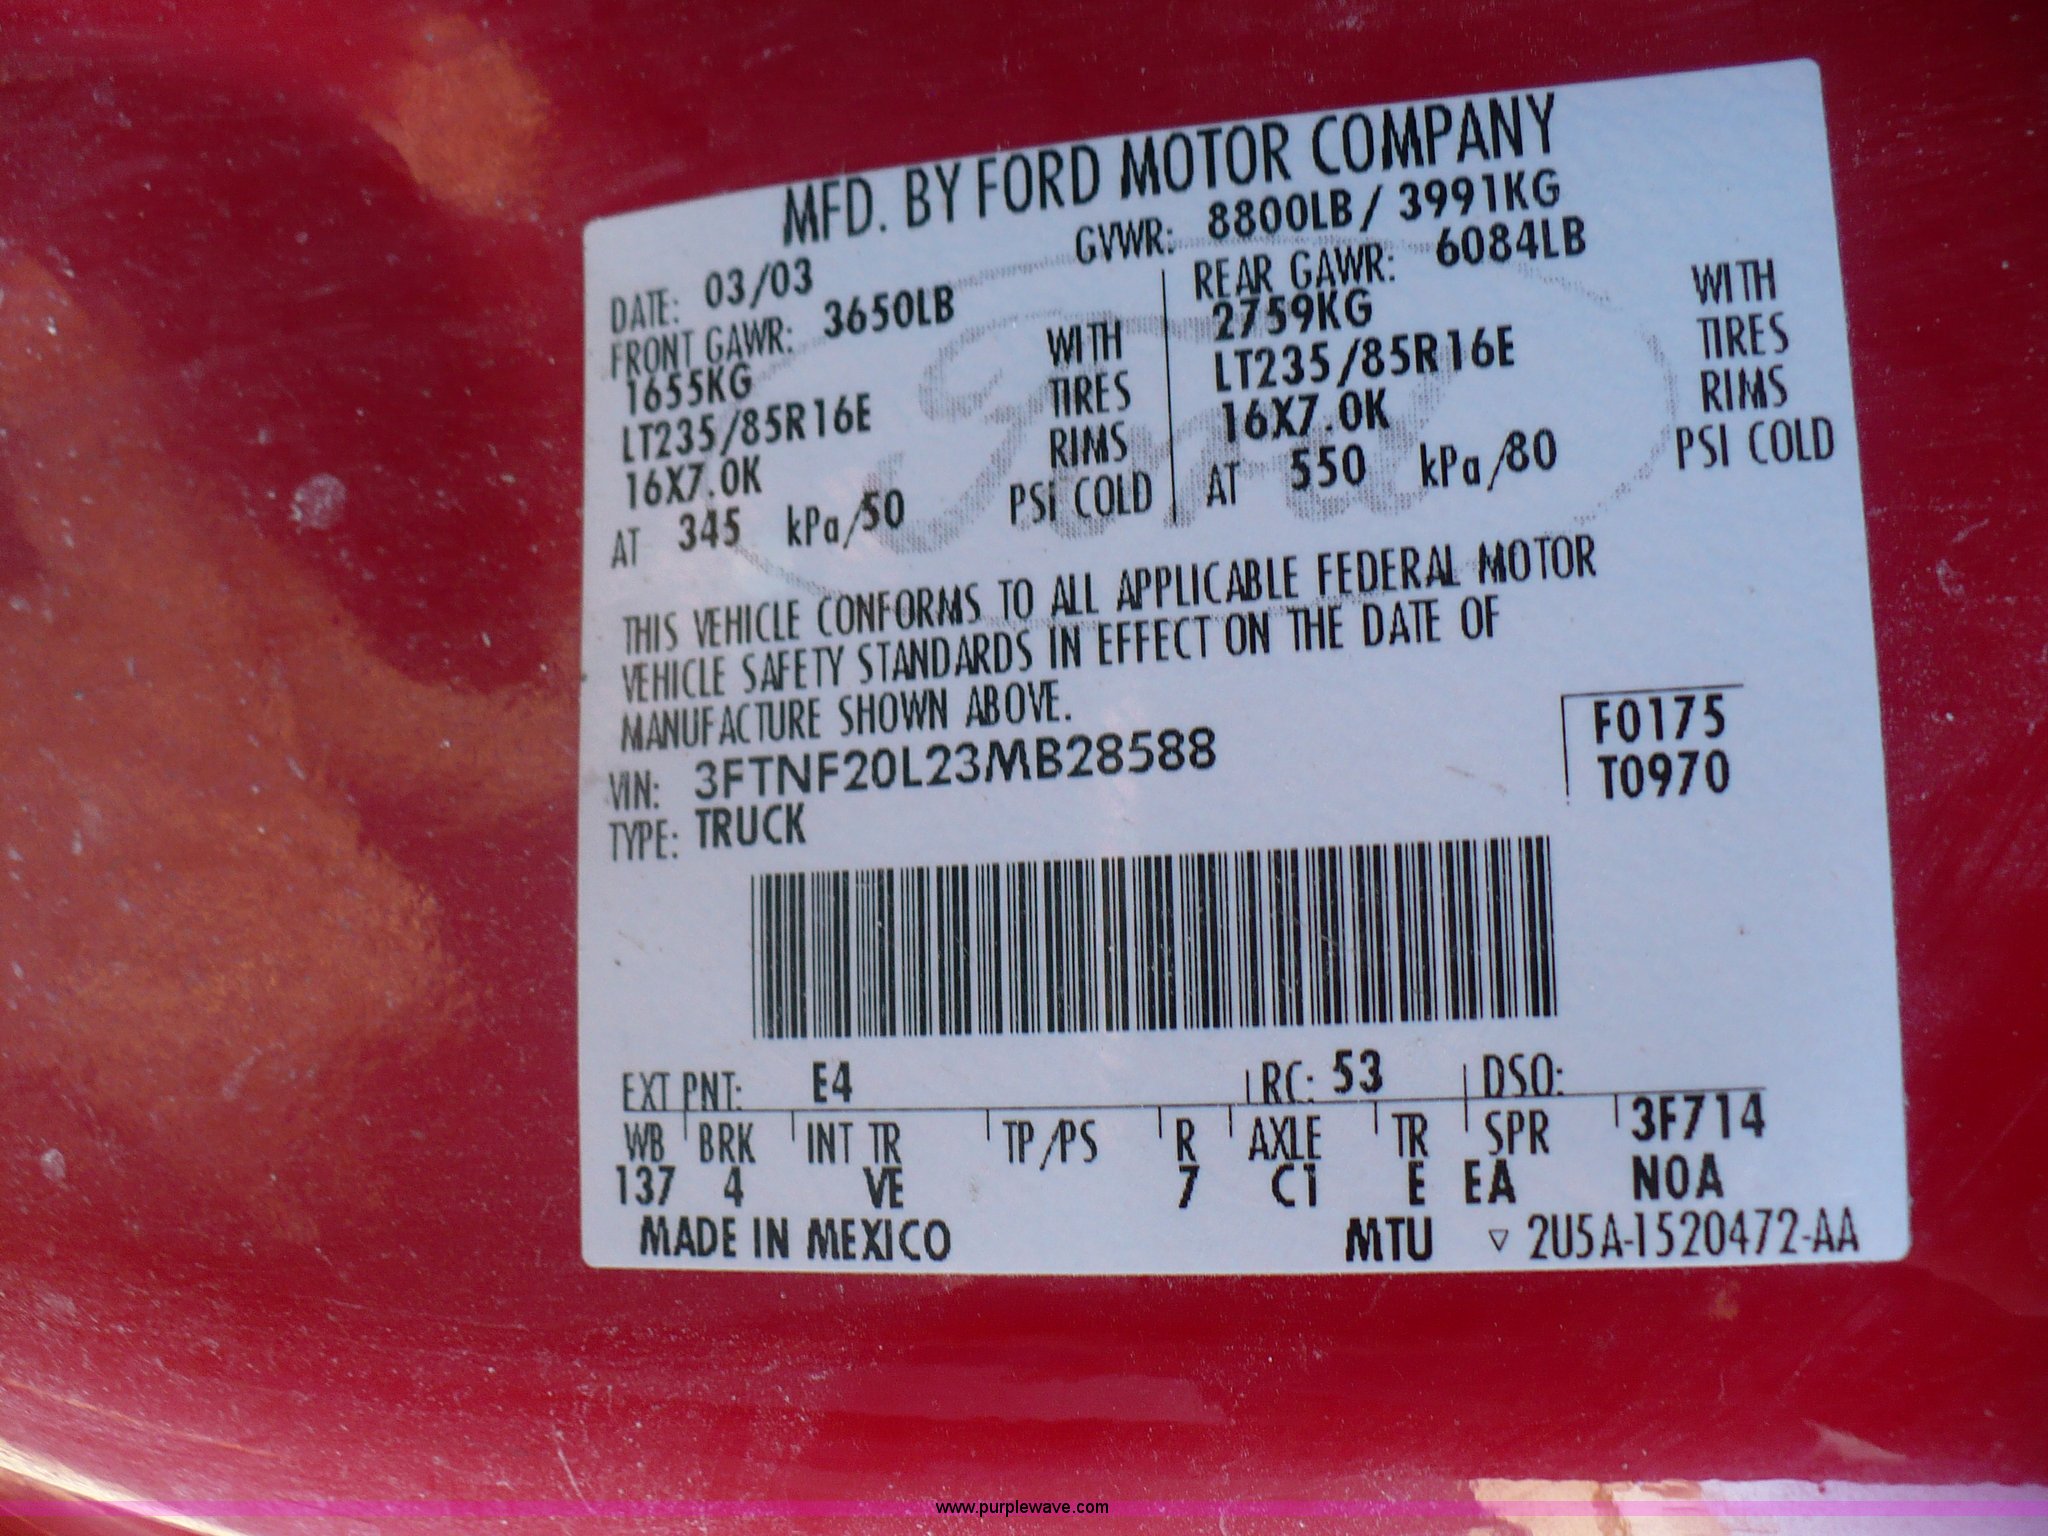 MFD. BY FORD MOTOR COMPANY
DATE: 03/03 GVWR: 8800LB / 3991KG
FRONT GAWR: 3650LB REAR GAWR: 6084LB
1655KG WITH 2759KG WITH
LT235/85R16E TIRES LT235/85R16E TIRES
16X7.0K RIMS 16X7.0K RIMS
AT 345 kPa/50 PSI COLD AT 550 kPa/80 PSI COLD
Ford
THIS VEHICLE CONFORMS TO ALL APPLICABLE FEDERAL MOTOR
VEHICLE SAFETY STANDARDS IN EFFECT ON THE DATE OF
MANUFACTURE SHOWN ABOVE.
VIN: 3FTNF20L23MB28588 F0175
TYPE: TRUCK T0970
EXT PNT: E4 RC: 53 DSO:
WB BRK INT TR TP/PS R AXLE TR SPR 3F714
137 4 VE 7 C1 E EA NOA
MADE IN MEXICO MTU ▽ 2U5A-1520472-AA
www.purplewave.com